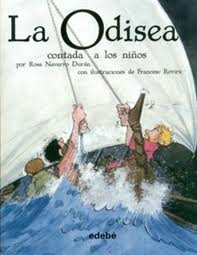 La Odisea
contada a los niños
por Rosa Navarro Durán
con ilustraciones de Francesc Rovira
edebé